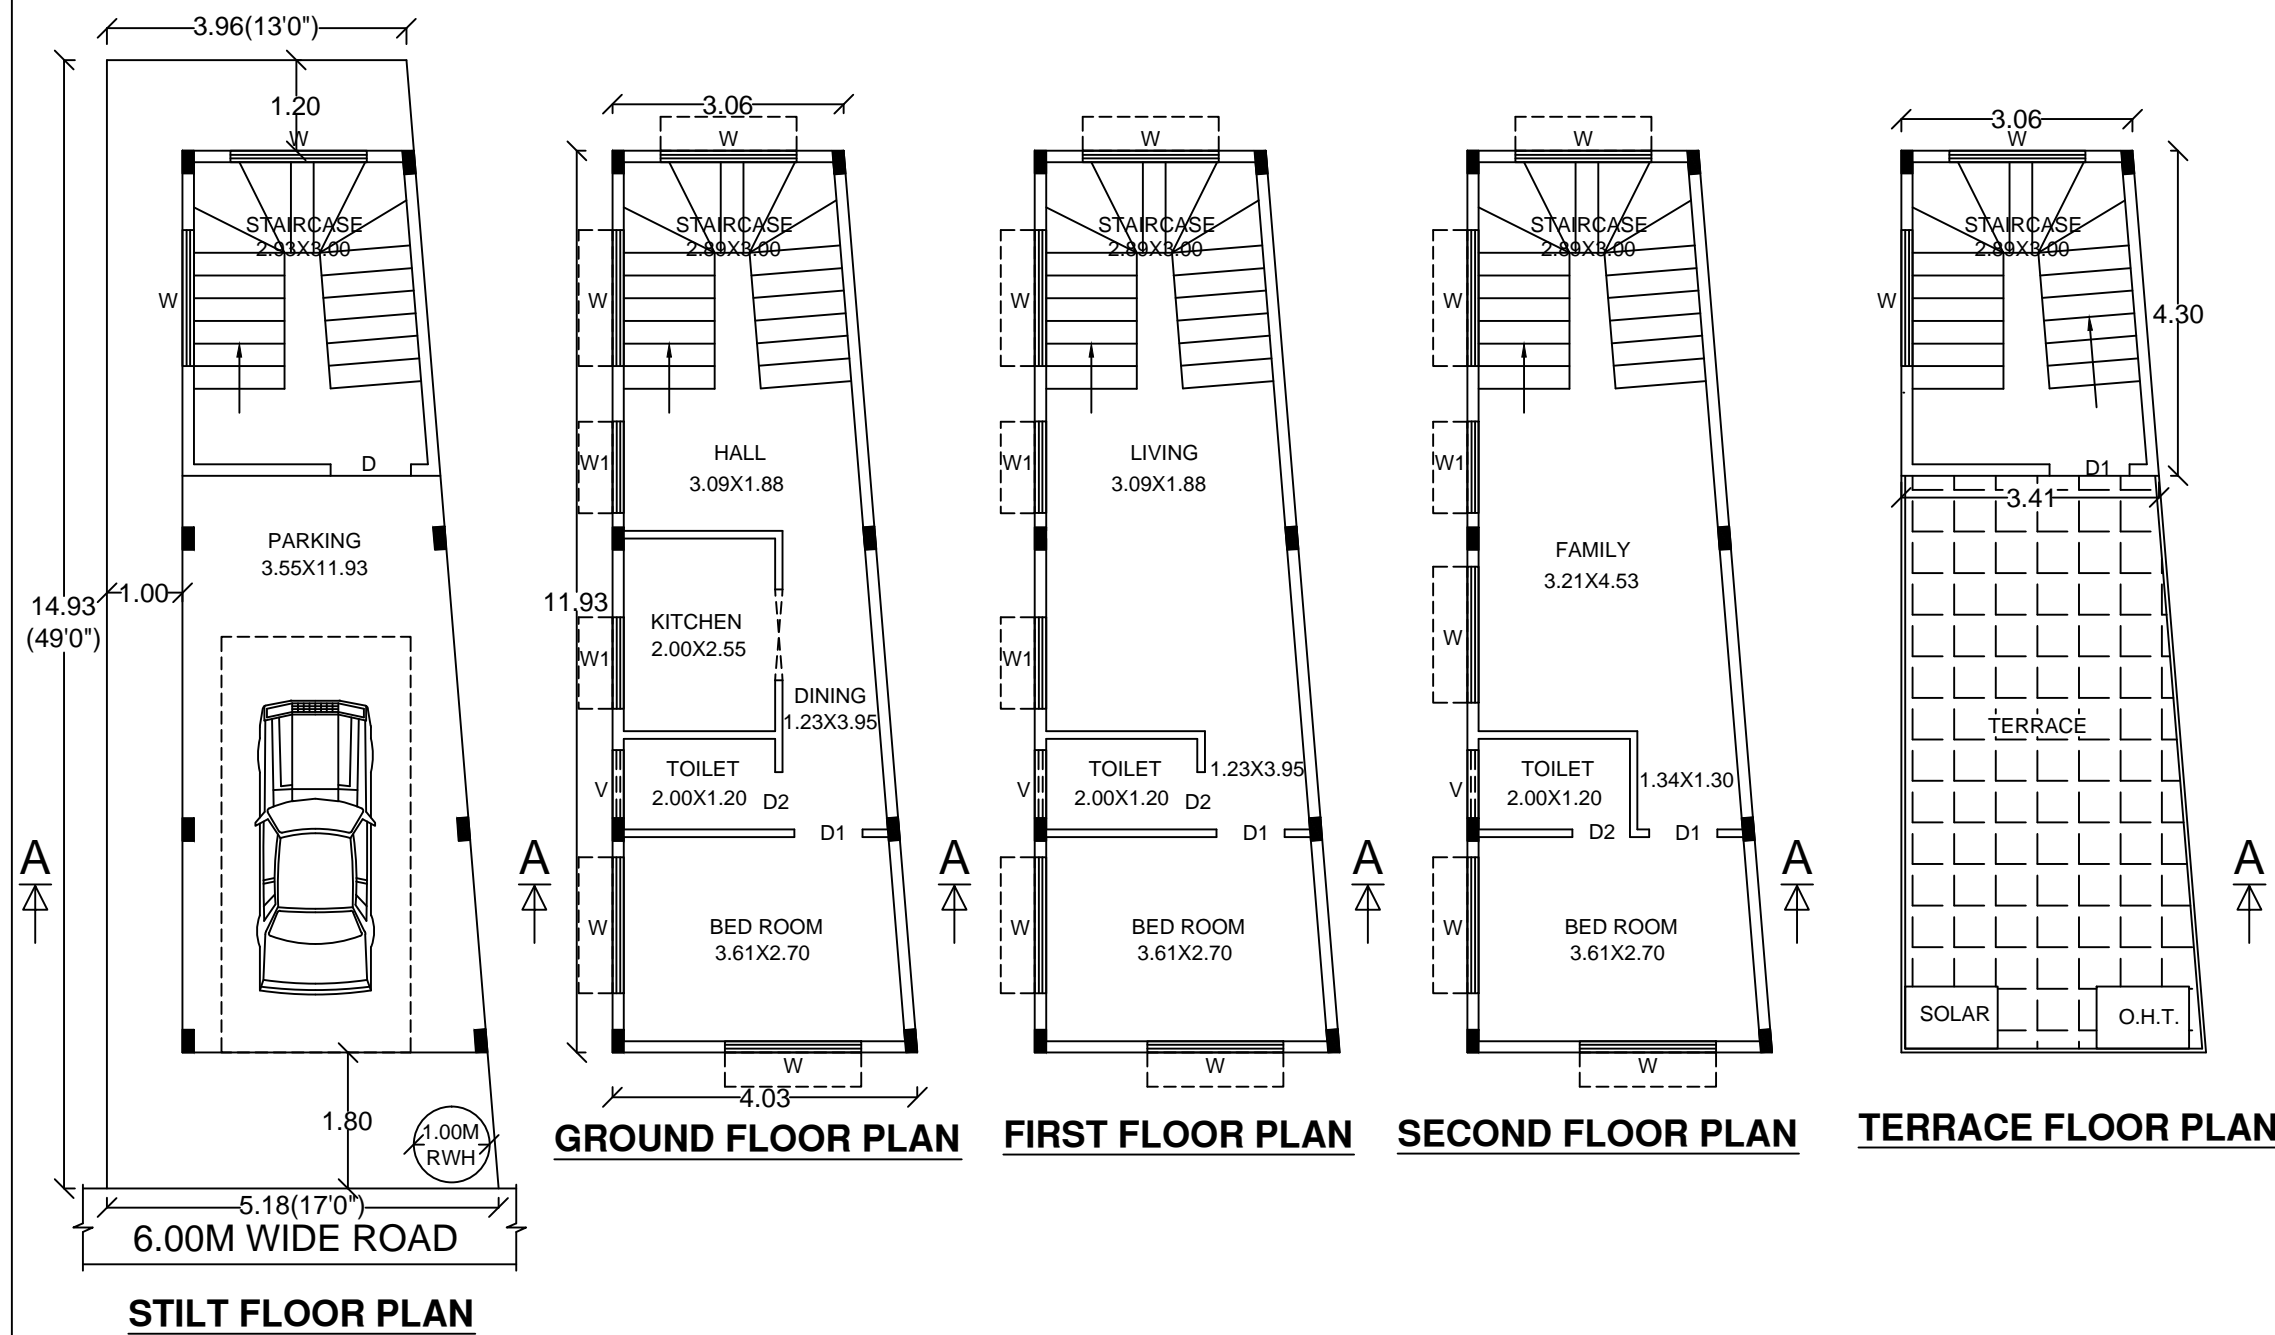 3.96(13'0")
1.20
W
STAIRCASE
2.93X3.00
W
D
PARKING
3.55X11.93
1.00
14.93
(49'0")
A
1.80
1.00M
RWH
5.18(17'0")
6.00M WIDE ROAD
STILT FLOOR PLAN
3.06
W
STAIRCASE
2.89X3.00
W
HALL
3.09X1.88
W1
11.93
KITCHEN
2.00X2.55
W1
DINING
1.23X3.95
TOILET
2.00X1.20
V
D2
D1
A
BED ROOM
3.61X2.70
W
W
4.03
GROUND FLOOR PLAN
W
STAIRCASE
2.89X3.00
W
LIVING
3.09X1.88
W1
W1
TOILET
2.00X1.20
V
1.23X3.95
D2
D1
A
BED ROOM
3.61X2.70
W
W
FIRST FLOOR PLAN
W
STAIRCASE
2.89X3.00
W
W1
FAMILY
3.21X4.53
W
TOILET
2.00X1.20
V
1.34X1.30
D2
D1
A
BED ROOM
3.61X2.70
W
W
SECOND FLOOR PLAN
3.06
W
STAIRCASE
2.89X3.00
W
4.30
D1
3.41
TERRACE
A
A
SOLAR
O.H.T.
TERRACE FLOOR PLAN